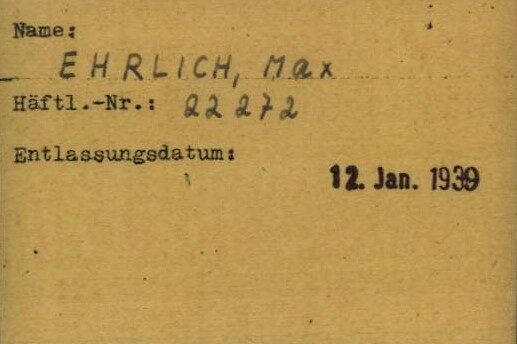 Name:
EHRLICH, Max
Häftl.-Nr.: 22272
Entlassungsdatum:
12. Jan. 1939